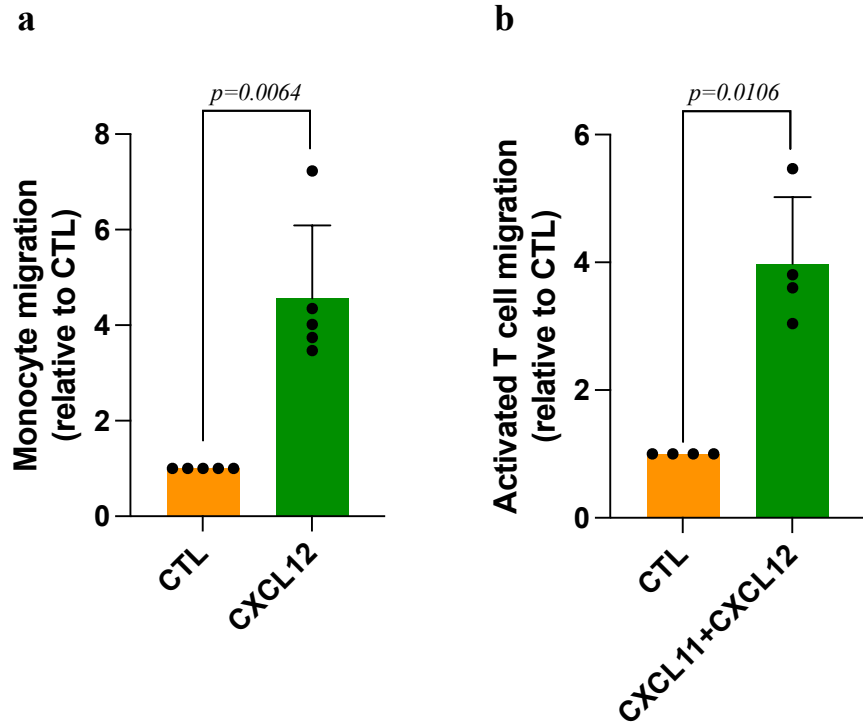 a
p=0.0064
Monocyte migration
(relative to CTL)
8
6
4
2
0
CTL
CXCL12
b
p=0.0106
Activated T cell migration
(relative to CTL)
6
4
2
0
CTL
CXCL11+CXCL12